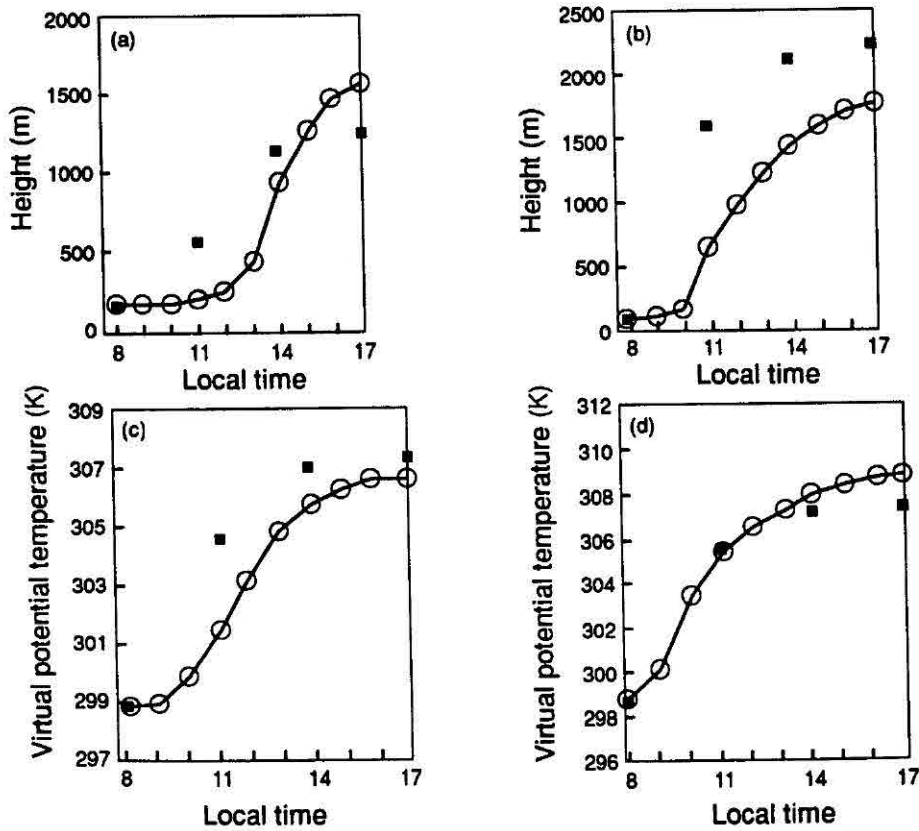 2000
(a)
1500
1000
500
0
Height (m)
8 11 14 17
Local time
2500
(b)
2000
1500
1000
500
0
Height (m)
8 11 14 17
Local time
309
(c)
307
305
303
301
299
297
Virtual potential temperature (K)
8 11 14 17
Local time
312
(d)
310
308
306
304
302
300
298
296
Virtual potential temperature (K)
8 11 14 17
Local time